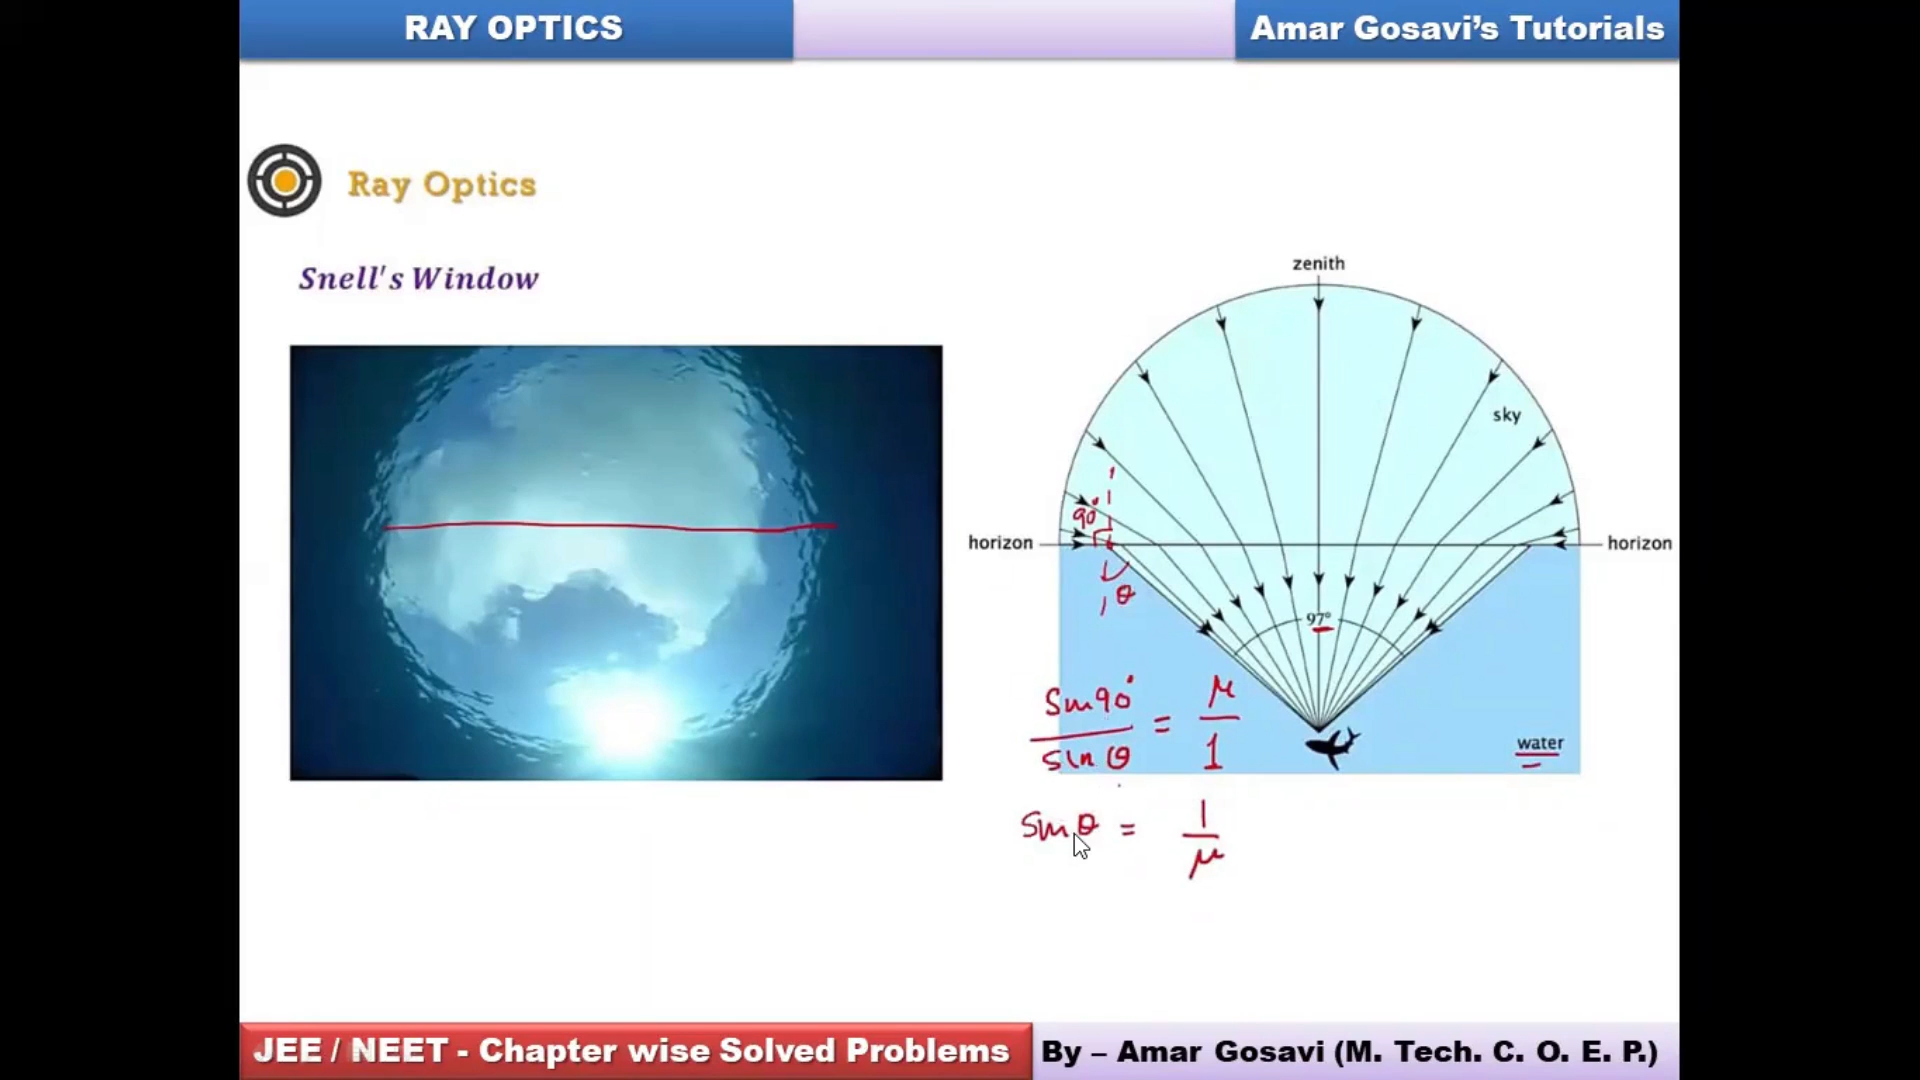 RAY OPTICS
Amar Gosavi's Tutorials
Ray Optics
Snell's Window
zenith
sky
90°
horizon
horizon
θ
97°
sin 90° / sin θ = μ / 1
water
sin θ = 1 / μ
JEE / NEET - Chapter wise Solved Problems
By – Amar Gosavi (M. Tech. C. O. E. P.)